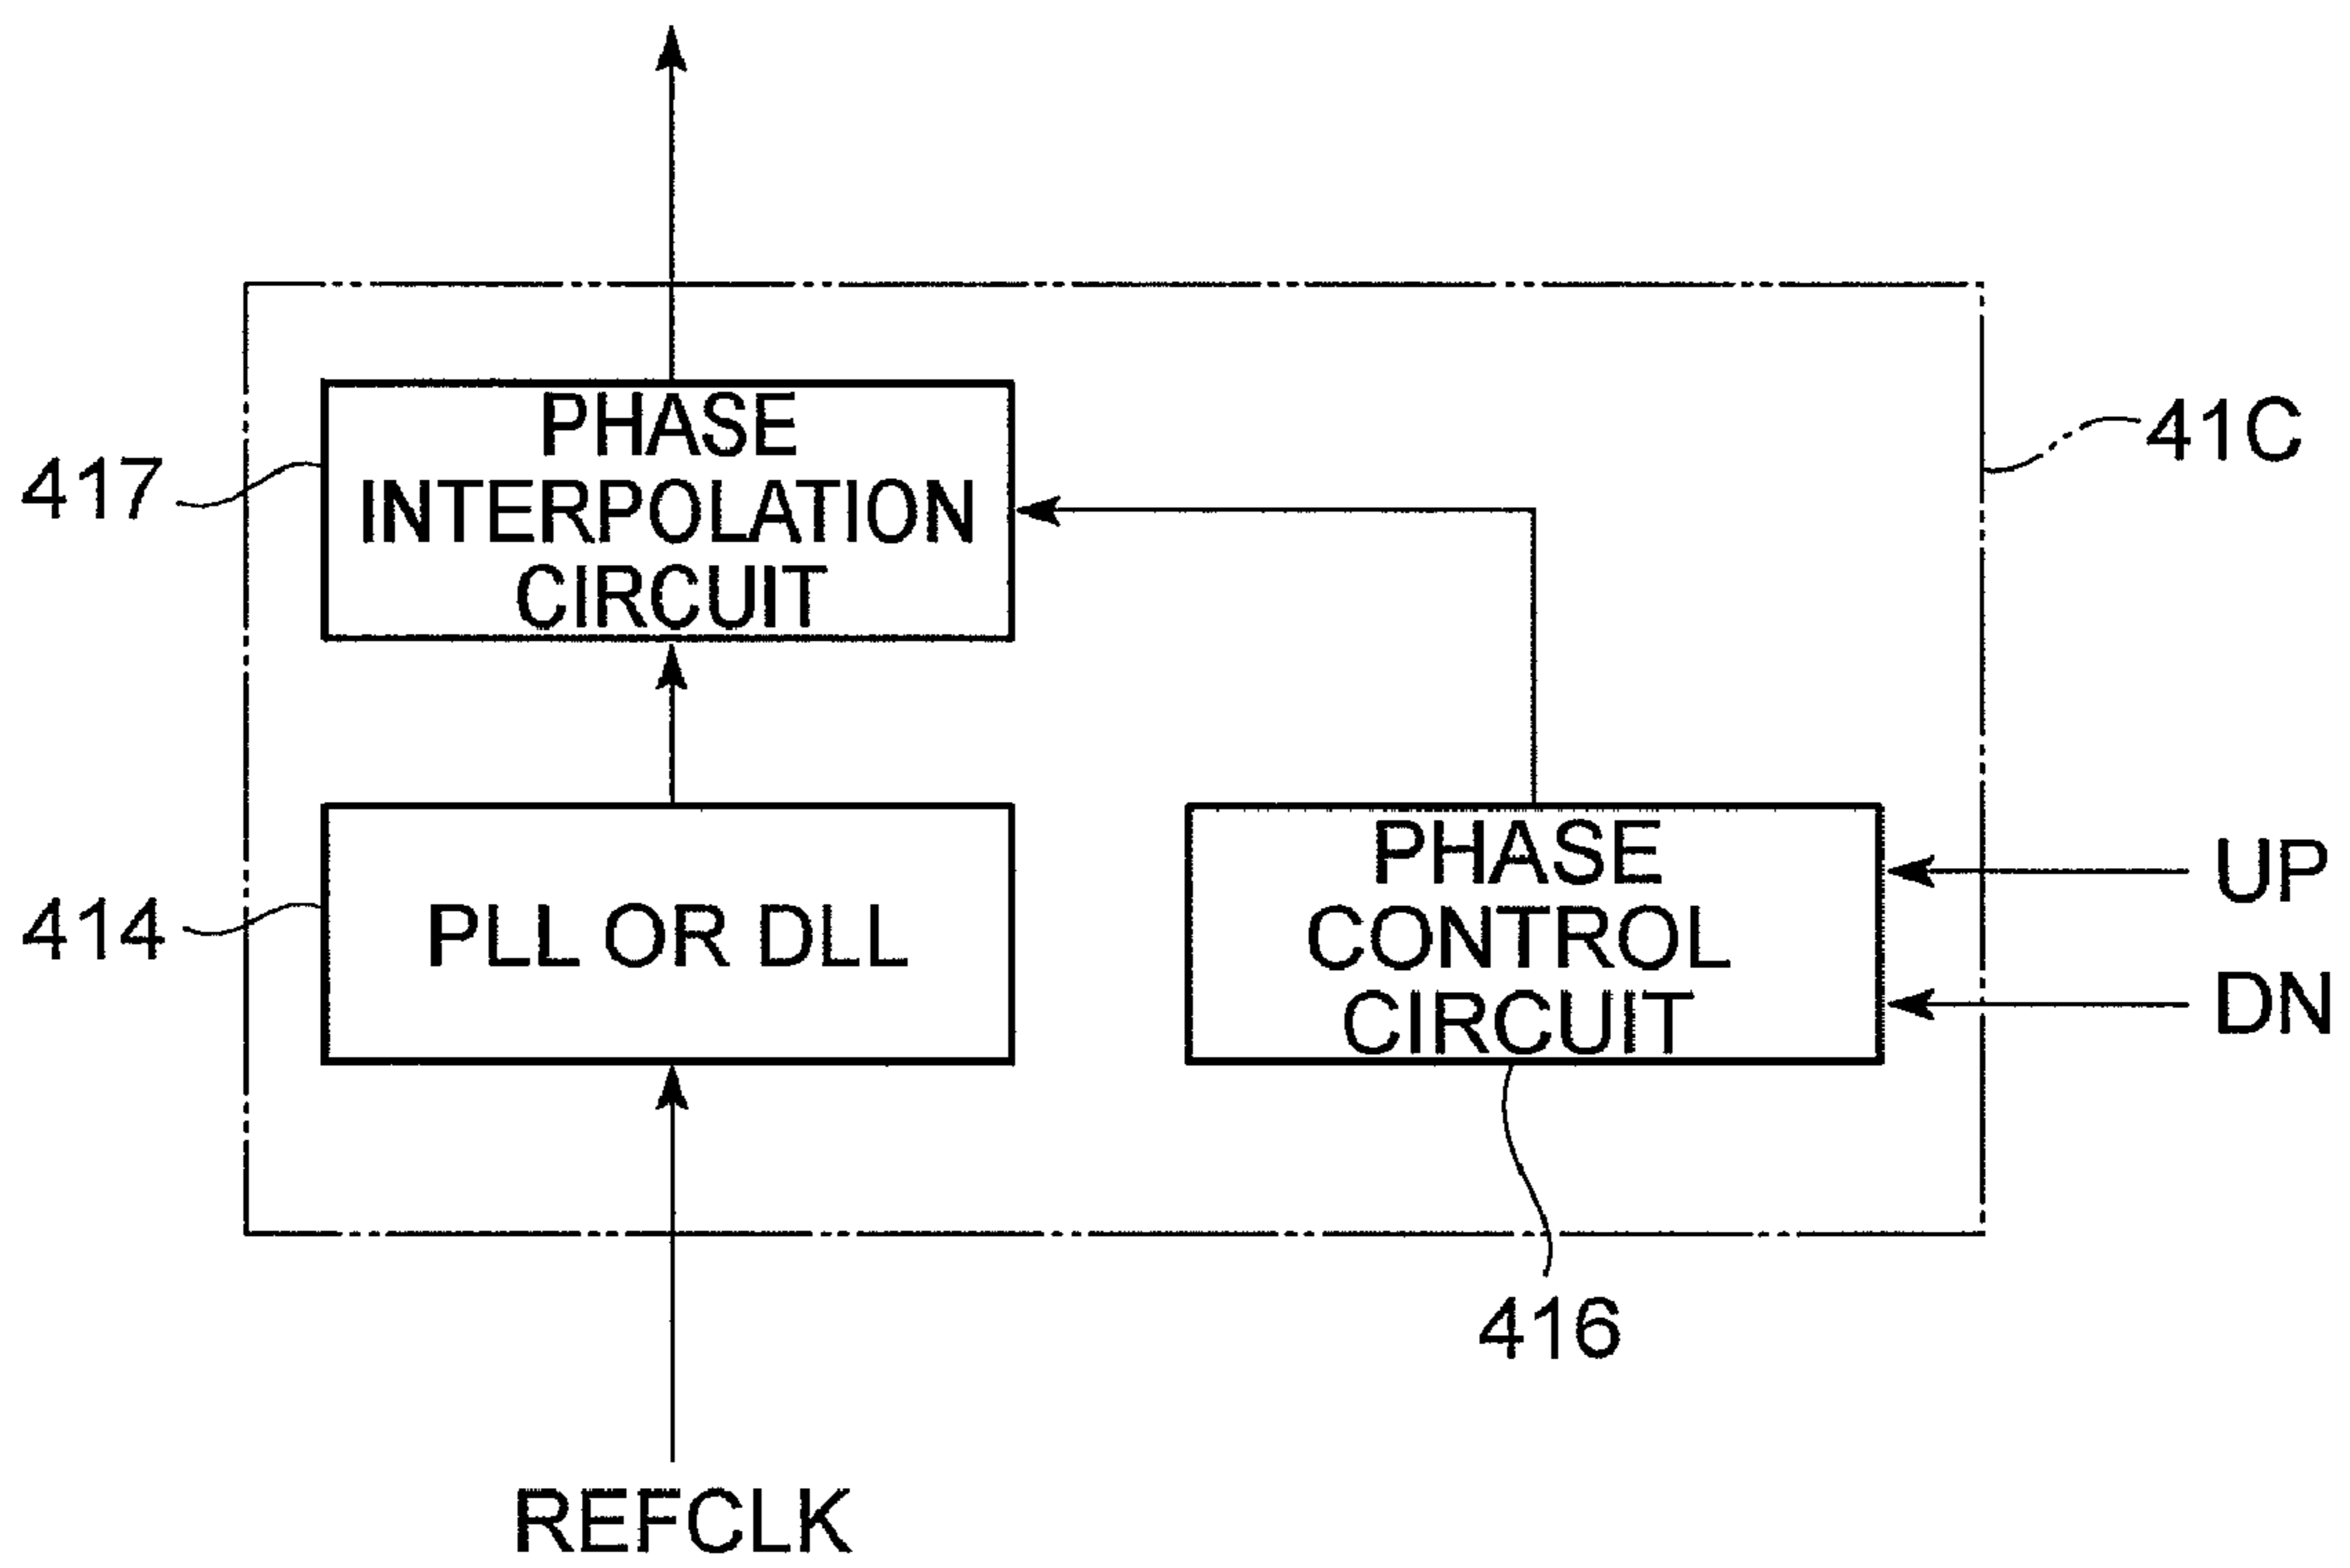 PHASE
INTERPOLATION
CIRCUIT
417
41C
414
PLL OR DLL
PHASE
CONTROL
CIRCUIT
UP
DN
416
REFCLK